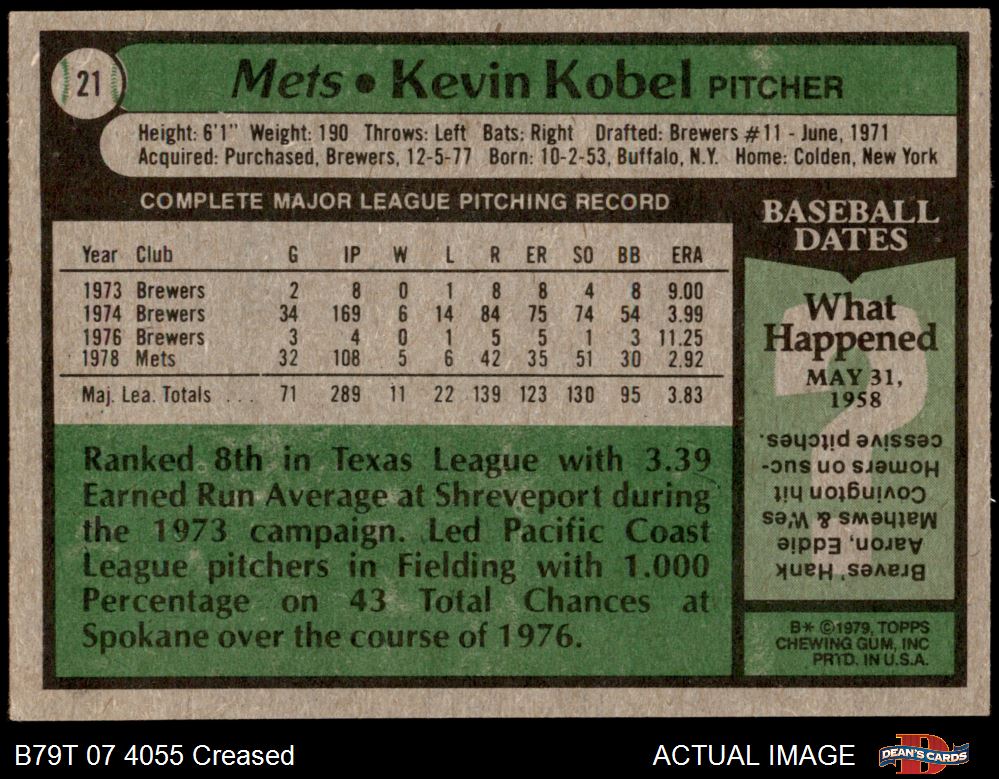 21
Mets • Kevin Kobel PITCHER
Height: 6'1" Weight: 190 Throws: Left Bats: Right Drafted: Brewers #11 - June, 1971
Acquired: Purchased, Brewers, 12-5-77 Born: 10-2-53, Buffalo, N.Y. Home: Colden, New York
COMPLETE MAJOR LEAGUE PITCHING RECORD
Year Club G IP W L R ER SO BB ERA
1973 Brewers 2 8 0 1 8 8 4 8 9.00
1974 Brewers 34 169 6 14 84 75 74 54 3.99
1976 Brewers 3 4 0 1 5 5 1 3 11.25
1978 Mets 32 108 5 6 42 35 51 30 2.92
Maj. Lea. Totals . . . 71 289 11 22 139 123 130 95 3.83
Ranked 8th in Texas League with 3.39
Earned Run Average at Shreveport during
the 1973 campaign. Led Pacific Coast
League pitchers in Fielding with 1.000
Percentage on 43 Total Chances at
Spokane over the course of 1976.
BASEBALL
DATES
What
Happened
MAY 31,
1958
?
Braves' Hank
Aaron, Eddie
Mathews & Wes
Covington hit
Homers on suc-
cessive pitches.
B* ©1979, TOPPS
CHEWING GUM, INC
PRTD. IN U.S.A.
B79T 07 4055 Creased
ACTUAL IMAGE
DEAN'S CARDS